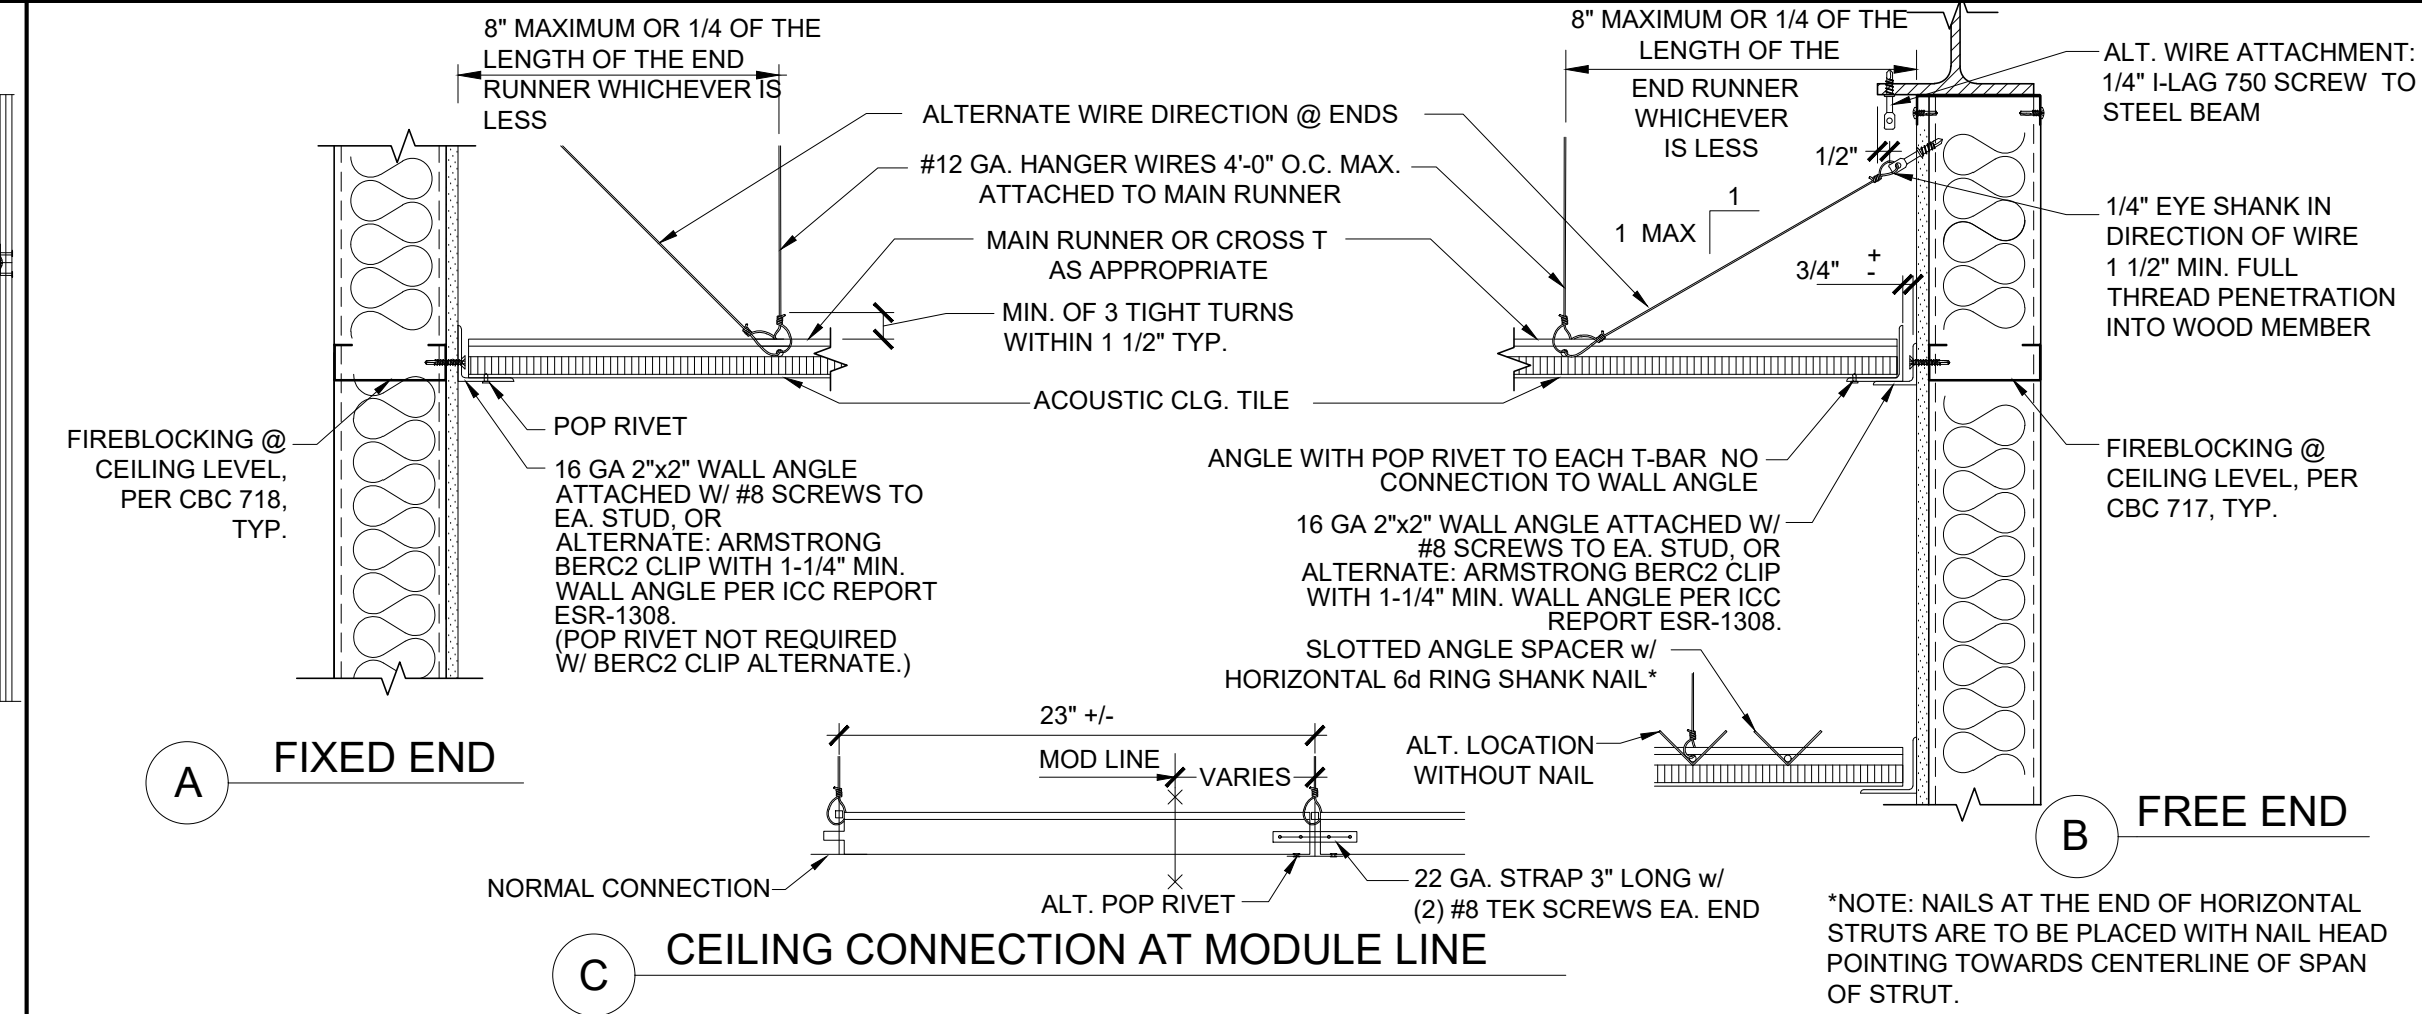 8" MAXIMUM OR 1/4 OF THE
LENGTH OF THE END
RUNNER WHICHEVER IS
LESS
ALTERNATE WIRE DIRECTION @ ENDS
#12 GA. HANGER WIRES 4'-0" O.C. MAX.
ATTACHED TO MAIN RUNNER
MAIN RUNNER OR CROSS T
AS APPROPRIATE
MIN. OF 3 TIGHT TURNS
WITHIN 1 1/2" TYP.
ACOUSTIC CLG. TILE
POP RIVET
FIREBLOCKING @
CEILING LEVEL,
PER CBC 718,
TYP.
16 GA 2"x2" WALL ANGLE
ATTACHED W/ #8 SCREWS TO
EA. STUD, OR
ALTERNATE: ARMSTRONG
BERC2 CLIP WITH 1-1/4" MIN.
WALL ANGLE PER ICC REPORT
ESR-1308.
(POP RIVET NOT REQUIRED
W/ BERC2 CLIP ALTERNATE.)
A
FIXED END
8" MAXIMUM OR 1/4 OF THE
LENGTH OF THE
END RUNNER
WHICHEVER
IS LESS
ALT. WIRE ATTACHMENT:
1/4" I-LAG 750 SCREW TO
STEEL BEAM
1/2"
1
1 MAX
3/4" + -
1/4" EYE SHANK IN
DIRECTION OF WIRE
1 1/2" MIN. FULL
THREAD PENETRATION
INTO WOOD MEMBER
ANGLE WITH POP RIVET TO EACH T-BAR NO
CONNECTION TO WALL ANGLE
16 GA 2"x2" WALL ANGLE ATTACHED W/
#8 SCREWS TO EA. STUD, OR
ALTERNATE: ARMSTRONG BERC2 CLIP
WITH 1-1/4" MIN. WALL ANGLE PER ICC
REPORT ESR-1308.
SLOTTED ANGLE SPACER w/
HORIZONTAL 6d RING SHANK NAIL*
FIREBLOCKING @
CEILING LEVEL, PER
CBC 717, TYP.
ALT. LOCATION
WITHOUT NAIL
B
FREE END
*NOTE: NAILS AT THE END OF HORIZONTAL
STRUTS ARE TO BE PLACED WITH NAIL HEAD
POINTING TOWARDS CENTERLINE OF SPAN
OF STRUT.
23" +/-
MOD LINE
VARIES
NORMAL CONNECTION
ALT. POP RIVET
22 GA. STRAP 3" LONG w/
(2) #8 TEK SCREWS EA. END
C
CEILING CONNECTION AT MODULE LINE